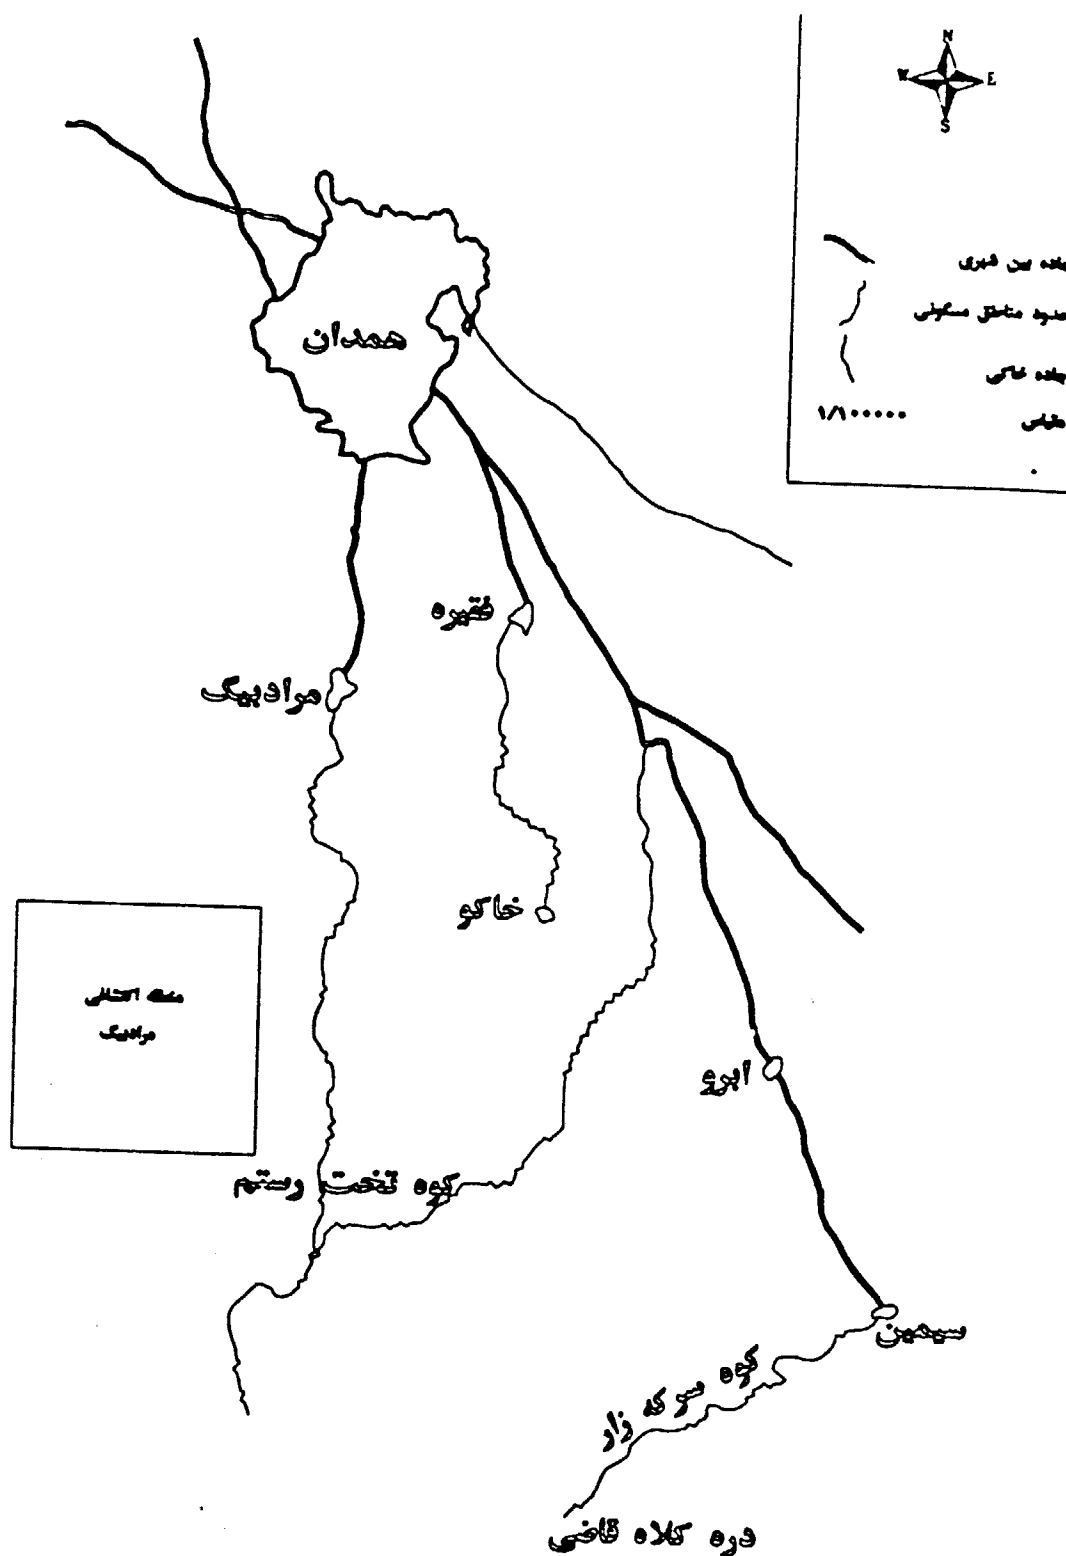 N
W E
S
جاده بین شهری
حدود مناطق مسکونی
جاده خاکی
مقیاس ۱/۱۰۰۰۰۰
همدان
فقیره
مرادبیگ
خاکو
منطقه اکتشافی
مرادبیگ
ابرو
کوه تخت رستم
سیمین
کوه سرکه زار
دره کلاه قاضی